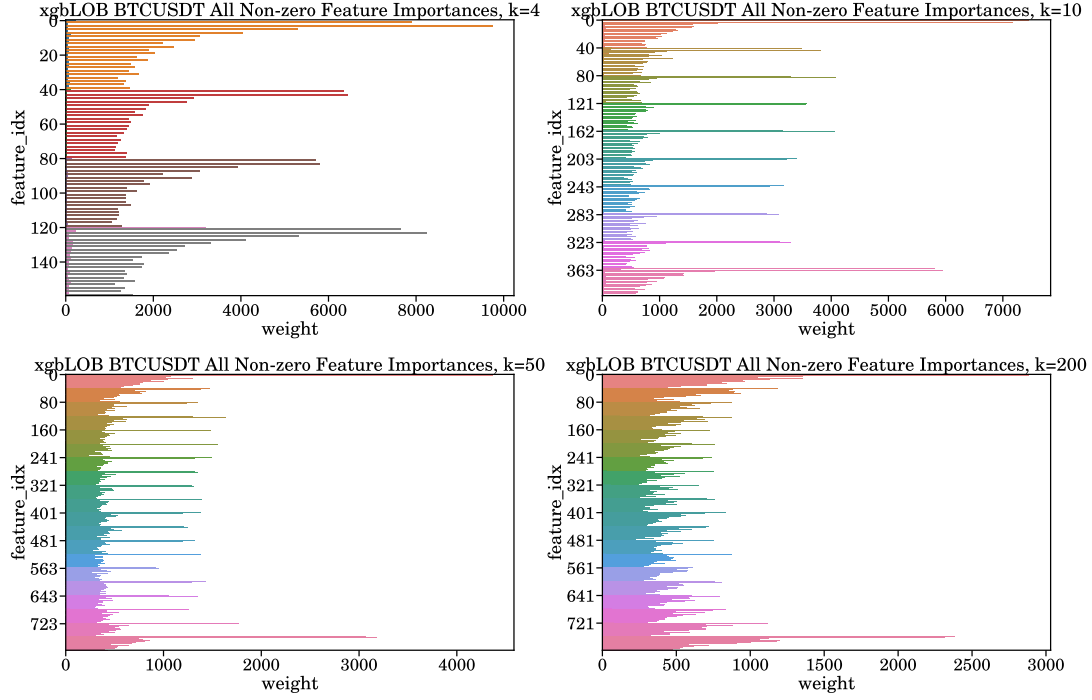 xgbLOB BTCUSDT All Non-zero Feature Importances, k=4
0
20
40
60
80
100
120
140
feature_idx
0 2000 4000 6000 8000 10000
weight
xgbLOB BTCUSDT All Non-zero Feature Importances, k=10
0
40
80
121
162
203
243
283
323
363
feature_idx
0 1000 2000 3000 4000 5000 6000 7000
weight
xgbLOB BTCUSDT All Non-zero Feature Importances, k=50
0
80
160
241
321
401
481
563
643
723
feature_idx
0 1000 2000 3000 4000
weight
xgbLOB BTCUSDT All Non-zero Feature Importances, k=200
0
80
160
241
321
401
481
561
641
721
feature_idx
0 500 1000 1500 2000 2500 3000
weight